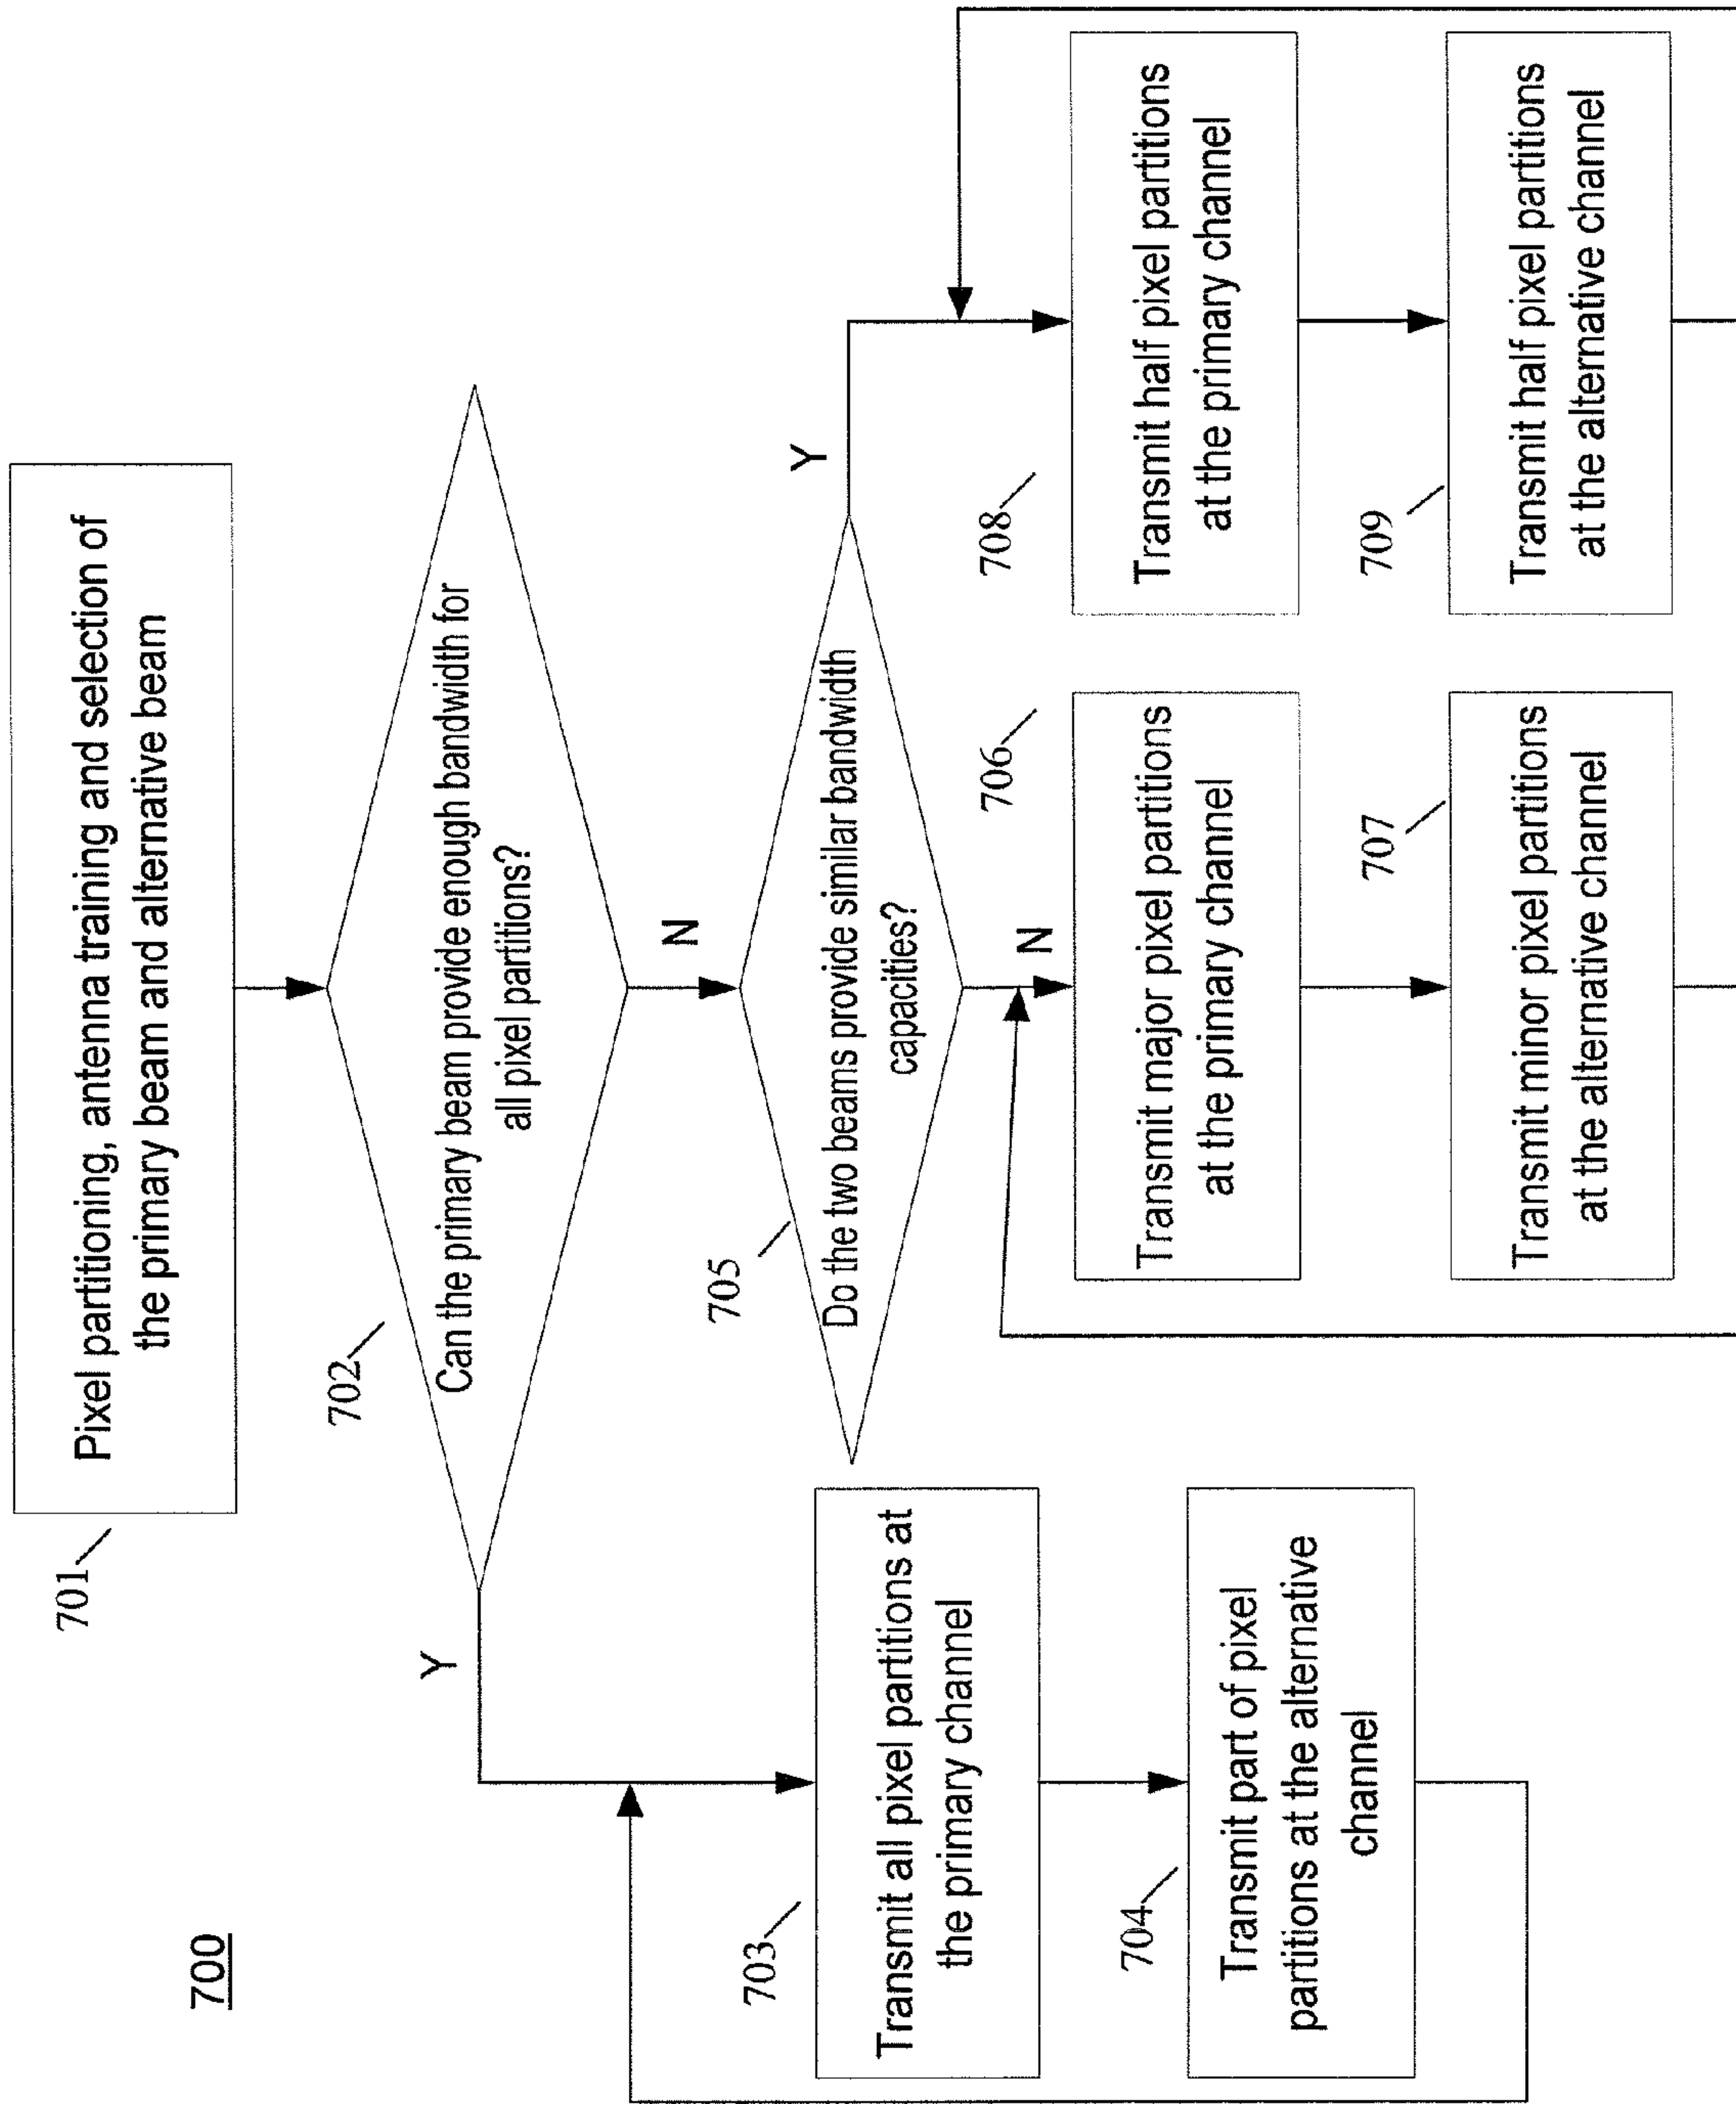 700
701
Pixel partitioning, antenna training and selection of
the primary beam and alternative beam
702
Can the primary beam provide enough bandwidth for
all pixel partitions?
Y
N
703
Transmit all pixel partitions at
the primary channel
704
Transmit part of pixel
partitions at the alternative
channel
705
Do the two beams provide similar bandwidth
capacities?
N
Y
706
Transmit major pixel partitions
at the primary channel
707
Transmit minor pixel partitions
at the alternative channel
708
Transmit half pixel partitions
at the primary channel
709
Transmit half pixel partitions
at the alternative channel